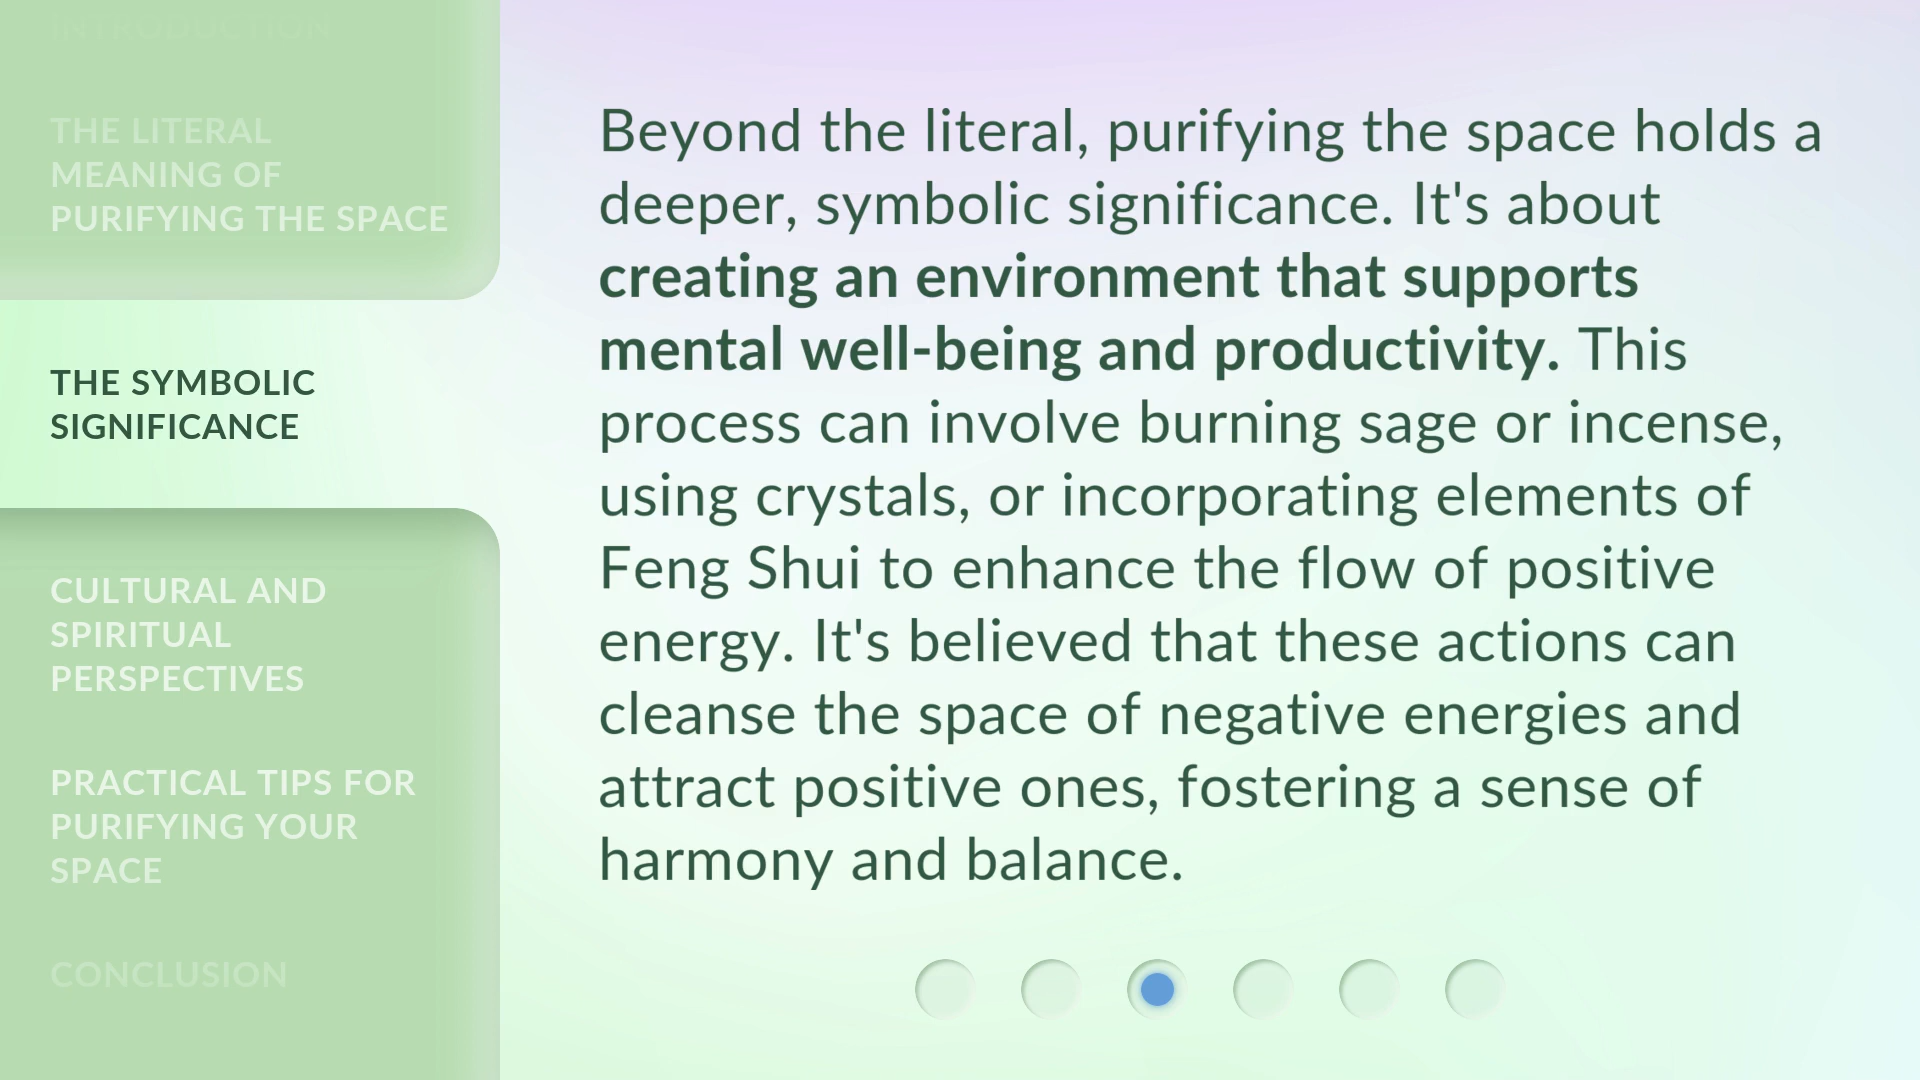 INTRODUCTION
THE LITERAL
MEANING OF
PURIFYING THE SPACE
THE SYMBOLIC
SIGNIFICANCE
CULTURAL AND
SPIRITUAL
PERSPECTIVES
PRACTICAL TIPS FOR
PURIFYING YOUR
SPACE
CONCLUSION
Beyond the literal, purifying the space holds a
deeper, symbolic significance. It's about
creating an environment that supports
mental well-being and productivity. This
process can involve burning sage or incense,
using crystals, or incorporating elements of
Feng Shui to enhance the flow of positive
energy. It's believed that these actions can
cleanse the space of negative energies and
attract positive ones, fostering a sense of
harmony and balance.